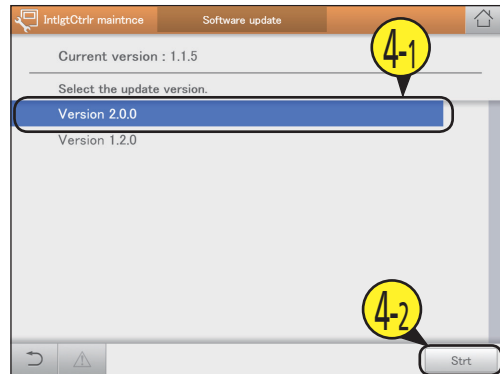 IntlgtCtrlr maintnce Software update
Current version : 1.1.5
4-1
Select the update version.
Version 2.0.0
Version 1.2.0
4-2
Strt